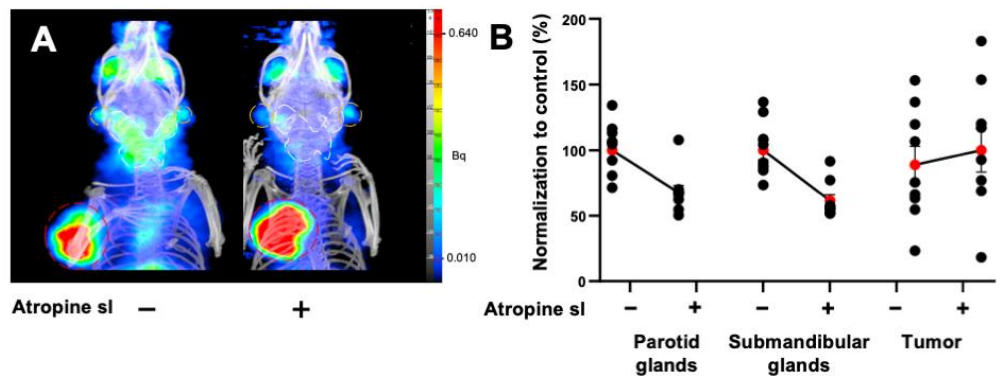 A
0.640
Bq
0.010
Atropine sl
−
+
B
Normalization to control (%)
200
150
100
50
0
Atropine sl
− + − + − +
Parotid glands
Submandibular glands
Tumor